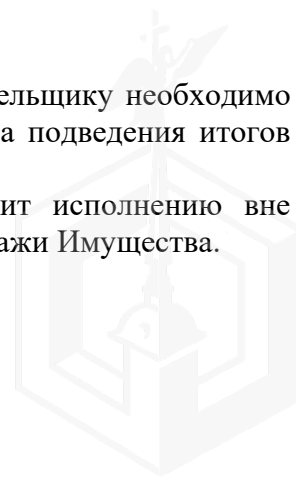 ельщику необходимо
а подведения итогов
ит исполнению вне
ажи Имущества.